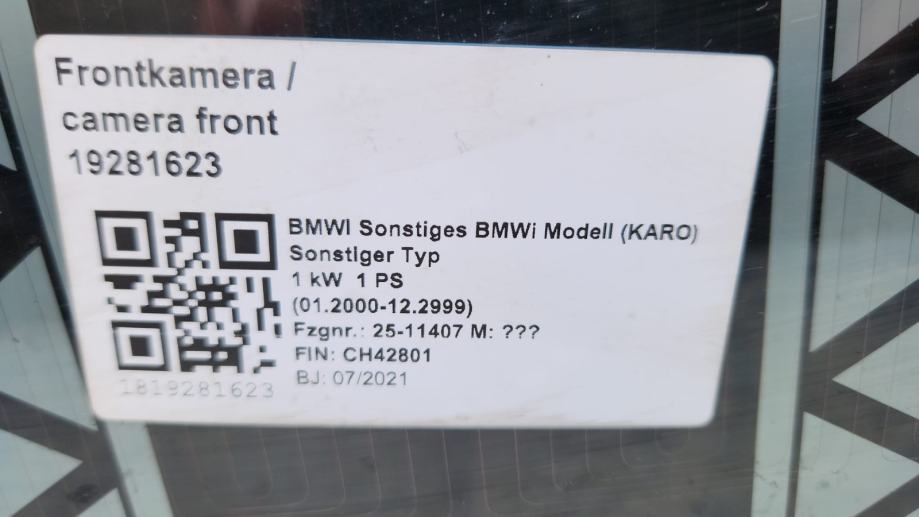 Frontkamera /
camera front
19281623
BMWI Sonstiges BMWi Modell (KARO)
Sonstiger Typ
1 kW 1 PS
(01.2000-12.2999)
Fzgnr.: 25-11407 M: ???
FIN: CH42801
BJ: 07/2021
1819281623